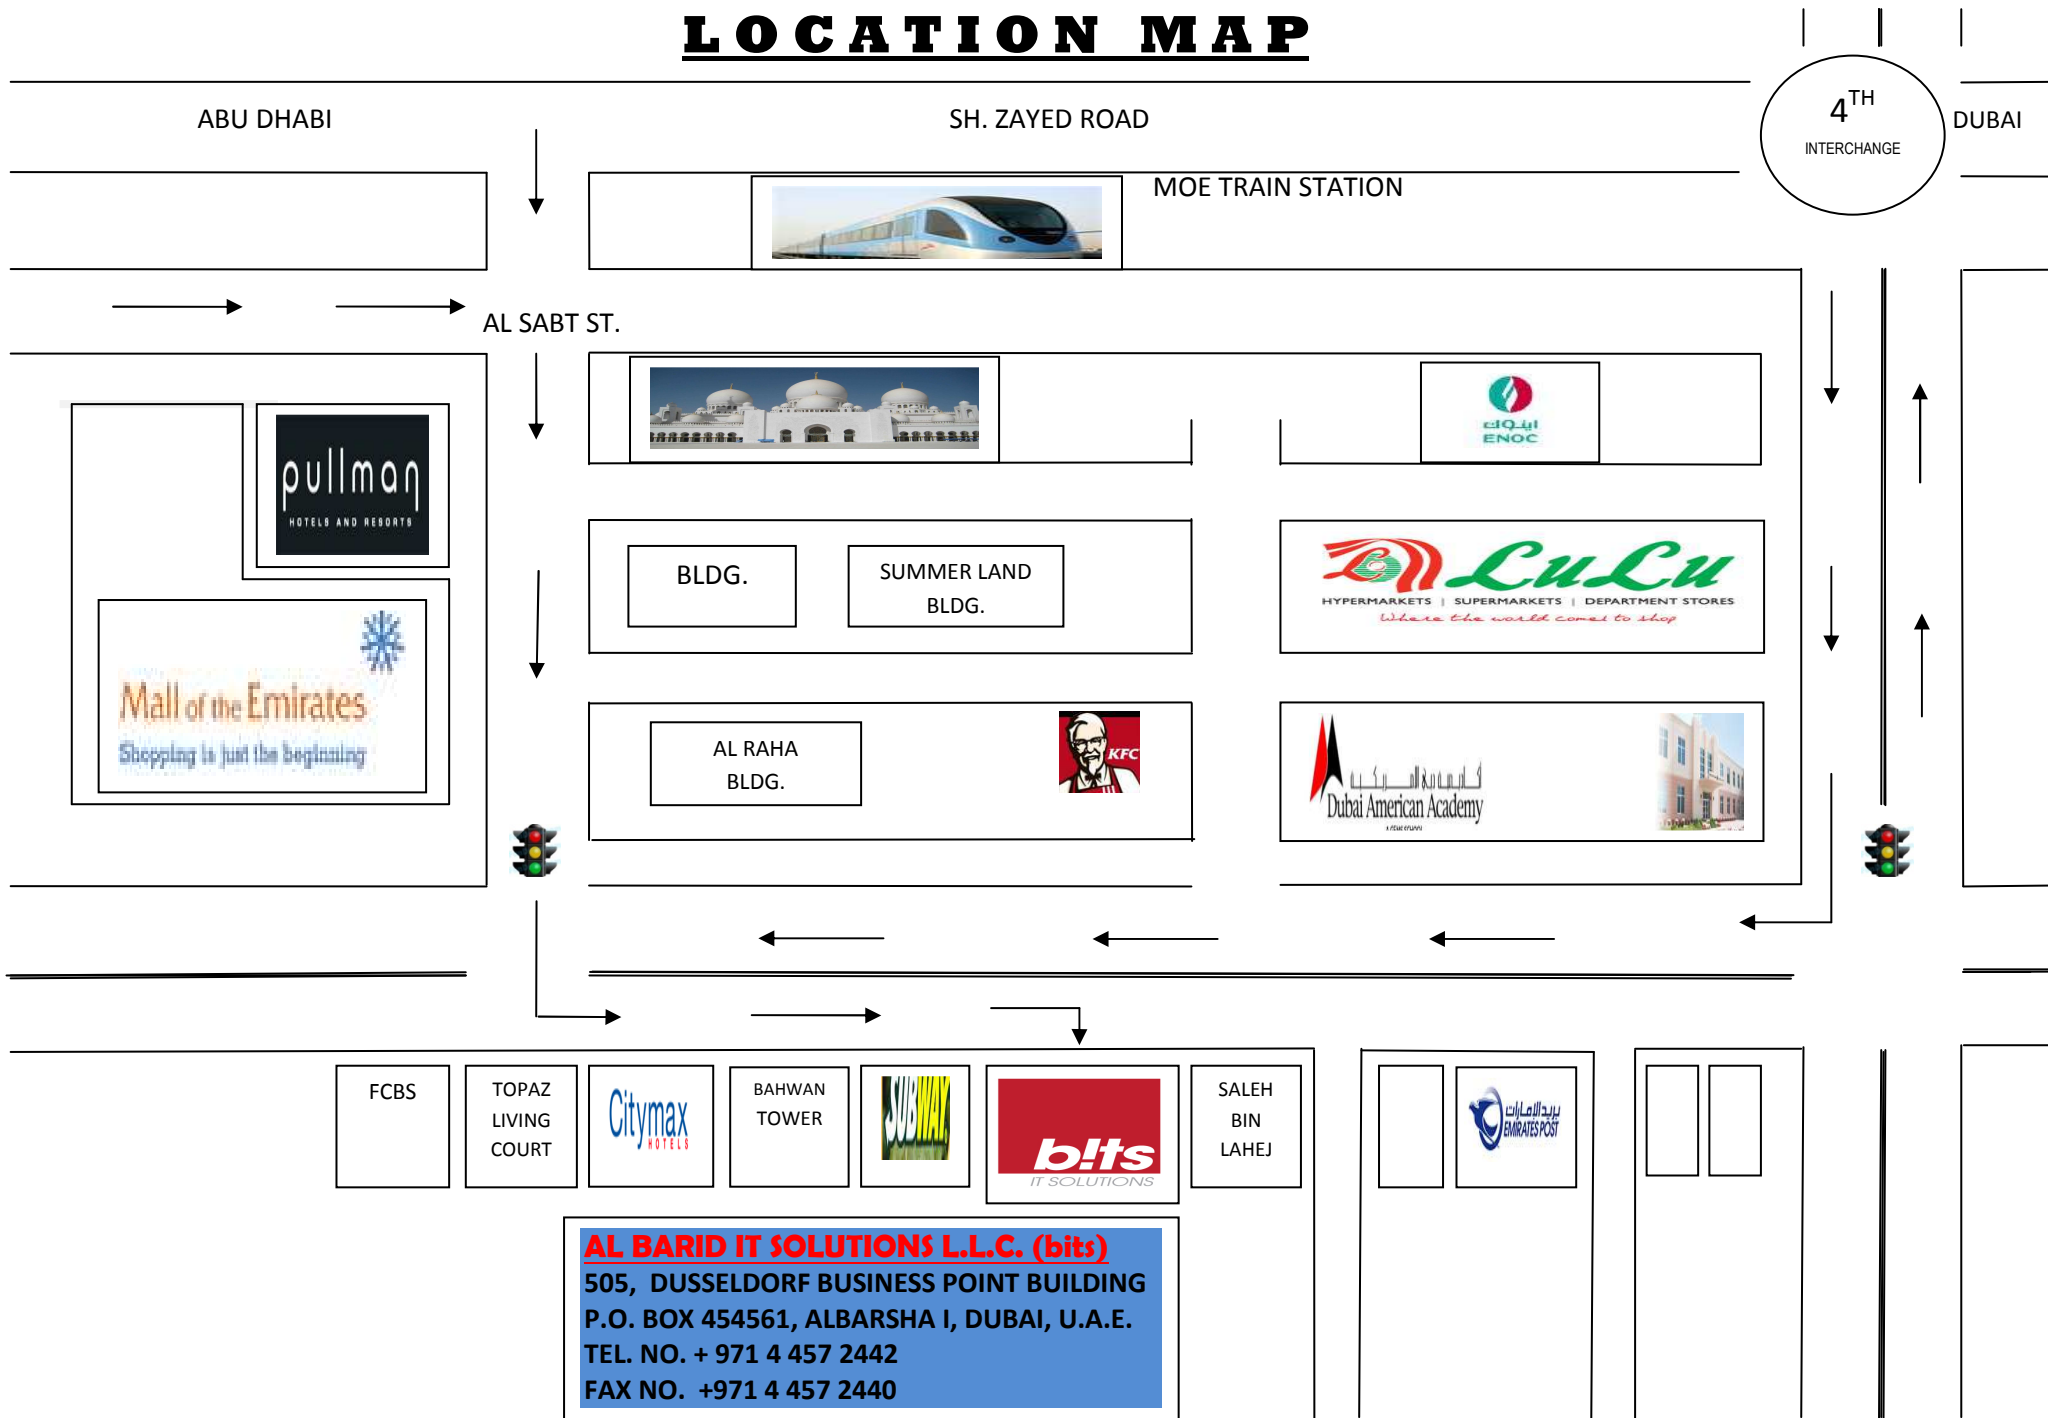 LOCATION MAP
ABU DHABI
SH. ZAYED ROAD
4TH
INTERCHANGE
DUBAI
MOE TRAIN STATION
AL SABT ST.
pullman
HOTELS AND RESORTS
اينوك
ENOC
BLDG.
SUMMER LAND
BLDG.
LuLu
HYPERMARKETS | SUPERMARKETS | DEPARTMENT STORES
Where the world comes to shop
Mall of the Emirates
Shopping is just the beginning
AL RAHA
BLDG.
KFC
Dubai American Academy
FCBS
TOPAZ
LIVING
COURT
Citymax
HOTELS
BAHWAN
TOWER
SUBWAY
b!ts
IT SOLUTIONS
SALEH
BIN
LAHEJ
بريد الإمارات
EMIRATES POST
AL BARID IT SOLUTIONS L.L.C. (bits)
505, DUSSELDORF BUSINESS POINT BUILDING
P.O. BOX 454561, ALBARSHA I, DUBAI, U.A.E.
TEL. NO. + 971 4 457 2442
FAX NO. +971 4 457 2440